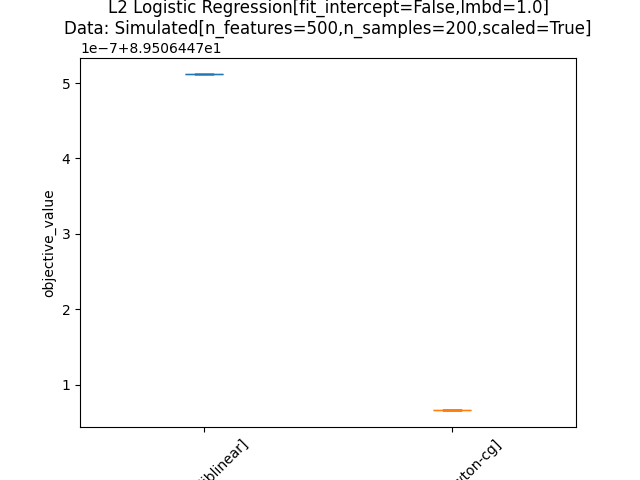 L2 Logistic Regression[fit_intercept=False,lmbd=1.0]
Data: Simulated[n_features=500,n_samples=200,scaled=True]
1e−7+8.9506447e1
5
4
3
2
1
objective_value
iblinear]
ton-cg]